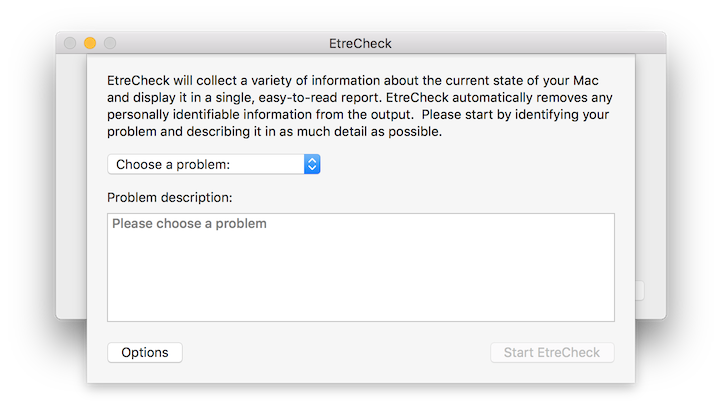 EtreCheck
EtreCheck will collect a variety of information about the current state of your Mac
and display it in a single, easy-to-read report. EtreCheck automatically removes any
personally identifiable information from the output.  Please start by identifying your
problem and describing it in as much detail as possible.
Choose a problem:
Problem description:
Please choose a problem
Options
Start EtreCheck